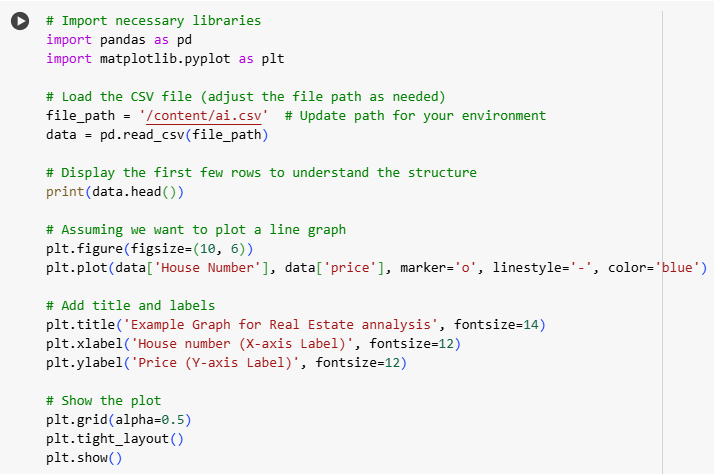 # Import necessary libraries
import pandas as pd
import matplotlib.pyplot as plt
# Load the CSV file (adjust the file path as needed)
file_path = '/content/ai.csv'  # Update path for your environment
data = pd.read_csv(file_path)
# Display the first few rows to understand the structure
print(data.head())
# Assuming we want to plot a line graph
plt.figure(figsize=(10, 6))
plt.plot(data['House Number'], data['price'], marker='o', linestyle='-', color='blue')
# Add title and labels
plt.title('Example Graph for Real Estate annalysis', fontsize=14)
plt.xlabel('House number (X-axis Label)', fontsize=12)
plt.ylabel('Price (Y-axis Label)', fontsize=12)
# Show the plot
plt.grid(alpha=0.5)
plt.tight_layout()
plt.show()